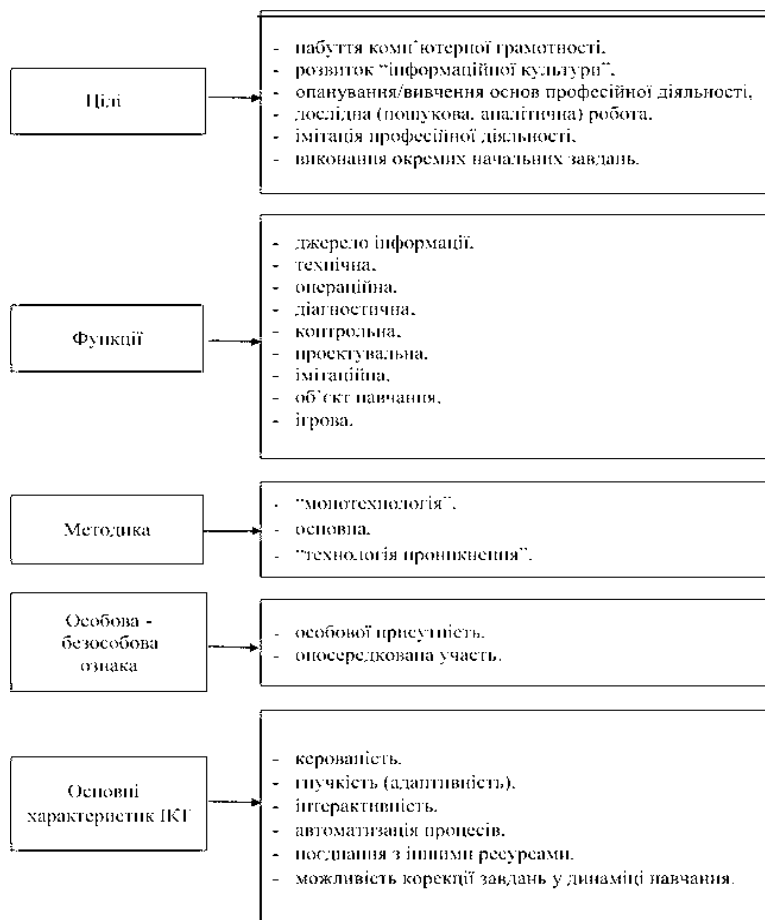 Цілі
- набуття комп'ютерної грамотності,
- розвиток “інформаційної культури”,
- опанування/вивчення основ професійної діяльності,
- дослідна (пошукова, аналітична) робота,
- імітація професійної діяльності,
- виконання окремих начальних завдань.
Функції
- джерело інформації,
- технічна,
- операційна,
- діагностична,
- контрольна,
- проектувальна,
- імітаційна,
- об'єкт навчання,
- ігрова.
Методика
- “монотехнологія”,
- основна,
- “технологія проникнення”.
Особова -
безособова
ознака
- особової присутність,
- опосередкована участь.
Основні
характеристик ІКТ
- керованість,
- гнучкість (адаптивність),
- інтерактивність,
- автоматизація процесів,
- поєднання з іншими ресурсами,
- можливість корекції завдань у динаміці навчання.